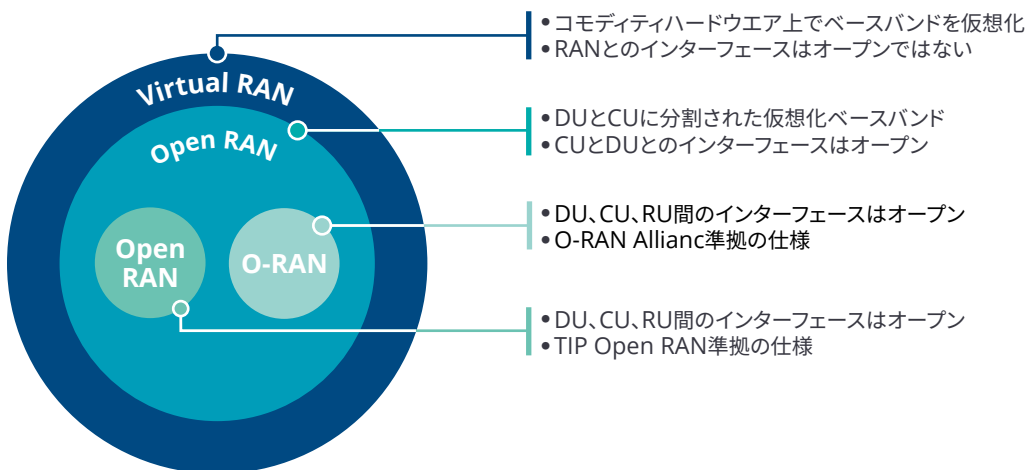 • コモディティハードウエア上でベースバンドを仮想化
• RANとのインターフェースはオープンではない
Virtual RAN
• DUとCUに分割された仮想化ベースバンド
• CUとDUとのインターフェースはオープン
Open RAN
• DU、CU、RU間のインターフェースはオープン
• O-RAN Allianc準拠の仕様
Open
RAN
O-RAN
• DU、CU、RU間のインターフェースはオープン
• TIP Open RAN準拠の仕様